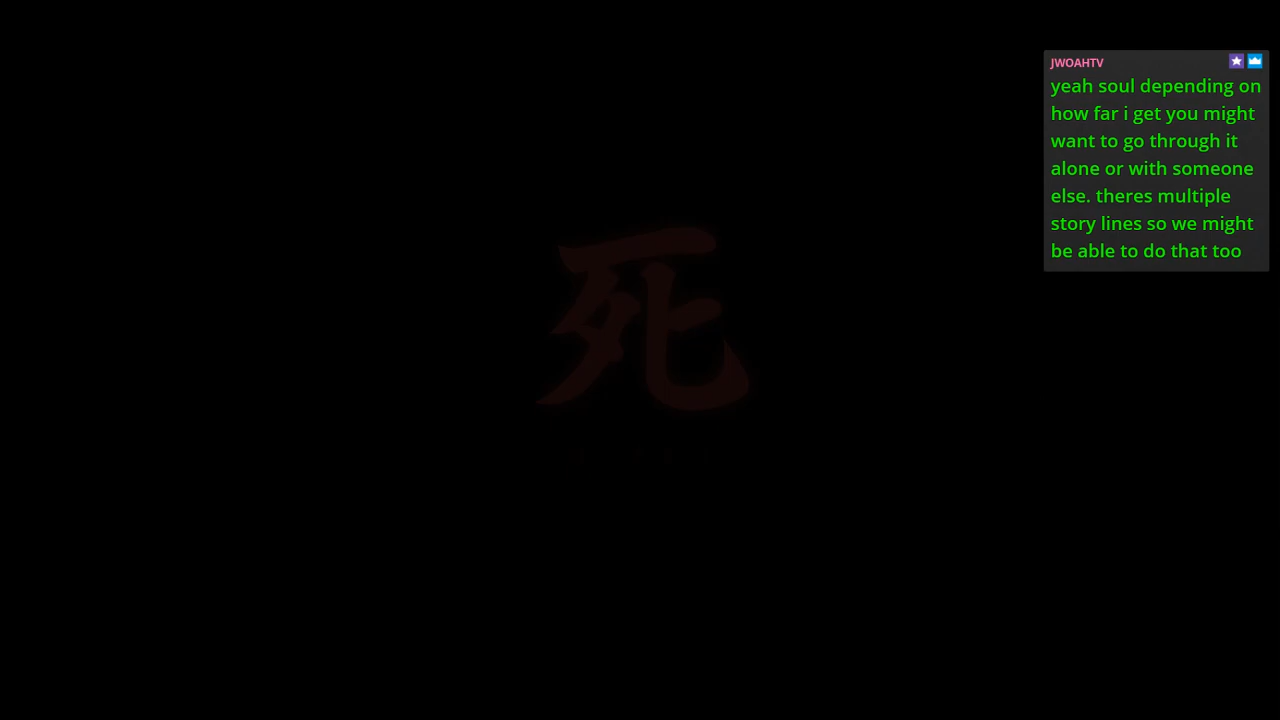 JWOAHTV
yeah soul depending on
how far i get you might
want to go through it
alone or with someone
else. theres multiple
story lines so we might
be able to do that too
死